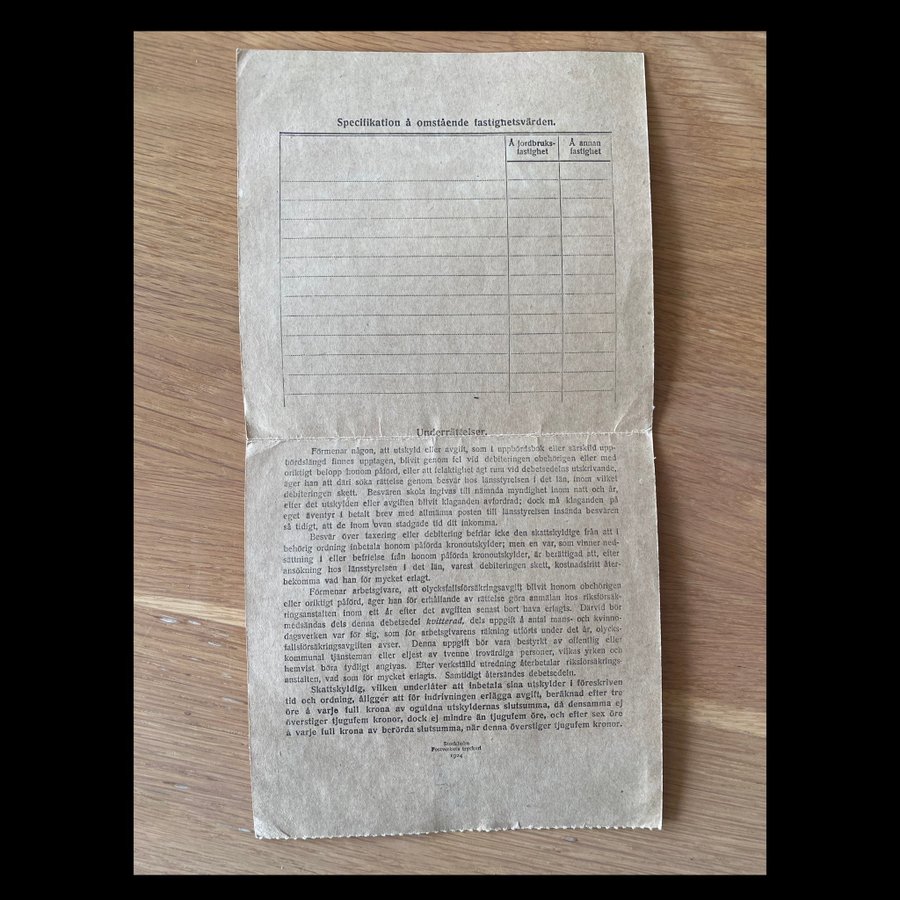 Specifikation å omstående fastighetsvärden.
Å jordbruks-
fastighet
Å annan
fastighet
Underrättelser.
Förmenar någon, att utskyld eller avgift, som i uppbördsbok eller särskild upp-
bördslängd finnes upptagen, blivit genom fel vid debiteringen obehörigen eller med
oriktigt belopp honom påförd, eller att felaktighet ägt rum vid debetsedelns utskrivande,
äger han att däri söka rättelse genom besvär hos länsstyrelsen i det län, inom vilket
debiteringen skett. Besvären skola ingivas till nämnda myndighet inom natt och år,
efter det utskylden eller avgiften blivit klaganden avfordrad; dock må klaganden på
eget äventyr i betalt brev med allmänna posten till länsstyrelsen insända besvären
så tidigt, att de inom ovan stadgade tid dit inkomma.
Besvär över taxering eller debitering befriar icke den skattskyldige från att i
behörig ordning inbetala honom påförda kronoutskylder; men en var, som vinner ned-
sättning i eller befrielse från honom påförda kronoutskylder, är berättigad att, efter
ansökning hos länsstyrelsen i det län, varest debiteringen skett, kostnadsfritt åter-
bekomma vad han för mycket erlagt.
Förmenar arbetsgivare, att olycksfallsförsäkringsavgift blivit honom obehörigen
eller oriktigt påförd, äger han för erhållande av rättelse göra anmälan hos riksförsäk-
ringsanstalten inom ett år efter det avgiften senast bort hava erlagts. Därvid bör
medsändas dels denna debetsedel kvitterad, dels uppgift å antal mans- och kvinno-
dagsverken var för sig, som för arbetsgivarens räkning utförts under det år, olycks-
fallsförsäkringsavgiften avser. Denna uppgift bör vara bestyrkt av offentlig eller
kommunal tjänsteman eller eljest av tvenne trovärdiga personer, vilkas yrken och
hemvist böra tydligt angivas. Efter verkställd utredning återbetalar riksförsäkrings-
anstalten, vad som för mycket erlagts. Samtidigt återsändes debetsedeln.
Skattskyldig, vilken underlåter att inbetala sina utskylder i föreskriven
tid och ordning, åligger att för indrivningen erlägga avgift, beräknad efter tre
öre å varje full krona av oguldna utskyldernas slutsumma, då densamma ej
överstiger tjugufem kronor, dock ej mindre än tjugufem öre, och efter sex öre
å varje full krona av berörda slutsumma, när denna överstiger tjugufem kronor.
Stockholm
Postverkets tryckeri
1924